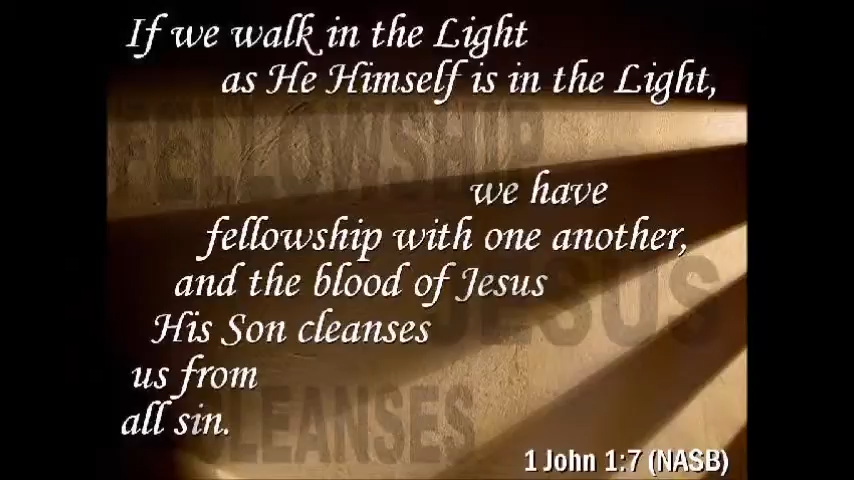 If we walk in the Light
as He Himself is in the Light,
FELLOWSHIP
we have
fellowship with one another,
and the blood of Jesus
JESUS
His Son cleanses
us from
all sin.
CLEANSES
1 John 1:7 (NASB)